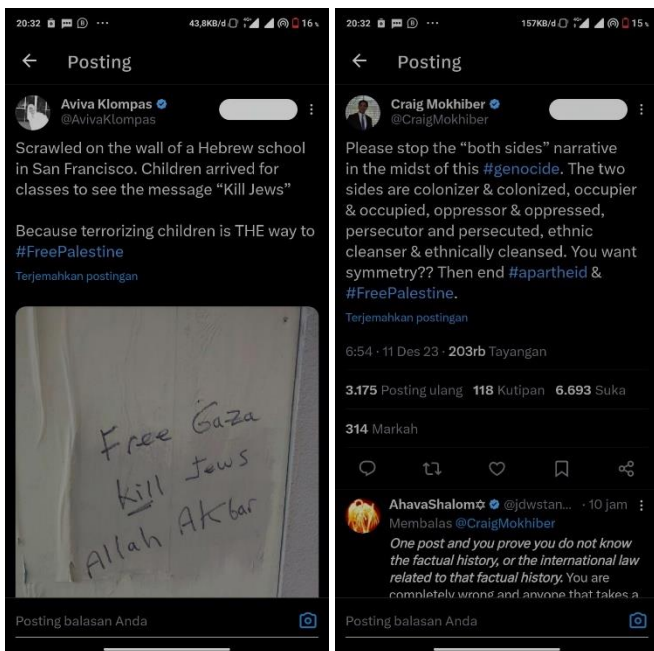 20:32
43,8KB/d
16
Posting
Aviva Klompas
@AvivaKlompas
Scrawled on the wall of a Hebrew school
in San Francisco. Children arrived for
classes to see the message “Kill Jews”
Because terrorizing children is THE way to
#FreePalestine
Terjemahkan postingan
Free Gaza
Kill Jews
Allah Akbar
Posting balasan Anda
20:32
157KB/d
15
Posting
Craig Mokhiber
@CraigMokhiber
Please stop the “both sides” narrative
in the midst of this #genocide. The two
sides are colonizer & colonized, occupier
& occupied, oppressor & oppressed,
persecutor and persecuted, ethnic
cleanser & ethnically cleansed. You want
symmetry?? Then end #apartheid &
#FreePalestine.
Terjemahkan postingan
6:54 · 11 Des 23 · 203rb Tayangan
3.175 Posting ulang 118 Kutipan 6.693 Suka
314 Markah
AhavaShalom✡ @jdwstan... · 10 jam
Membalas @CraigMokhiber
One post and you prove you do not know
the factual history, or the international law
related to that factual history. You are
completely wrong and anyone that takes a
Posting balasan Anda